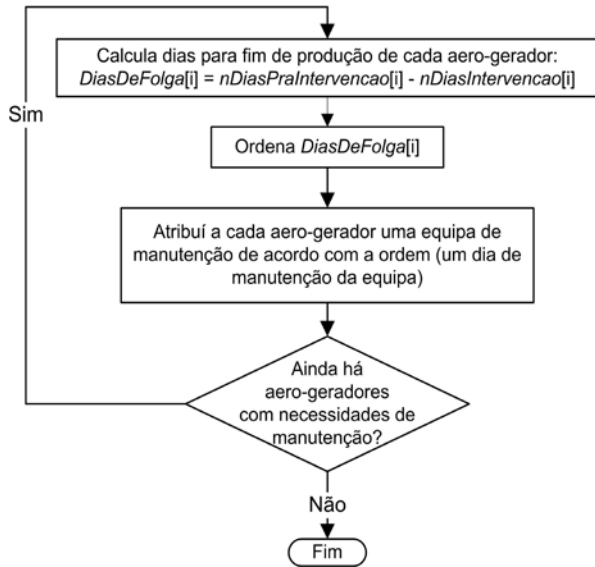 Calcula dias para fim de produção de cada aero-gerador:
DiasDeFolga[i] = nDiasPraIntervencao[i] - nDiasIntervencao[i]
Sim
Ordena DiasDeFolga[i]
Atribuí a cada aero-gerador uma equipa de
manutenção de acordo com a ordem (um dia de
manutenção da equipa)
Ainda há
aero-geradores
com necessidades de
manutenção?
Não
Fim